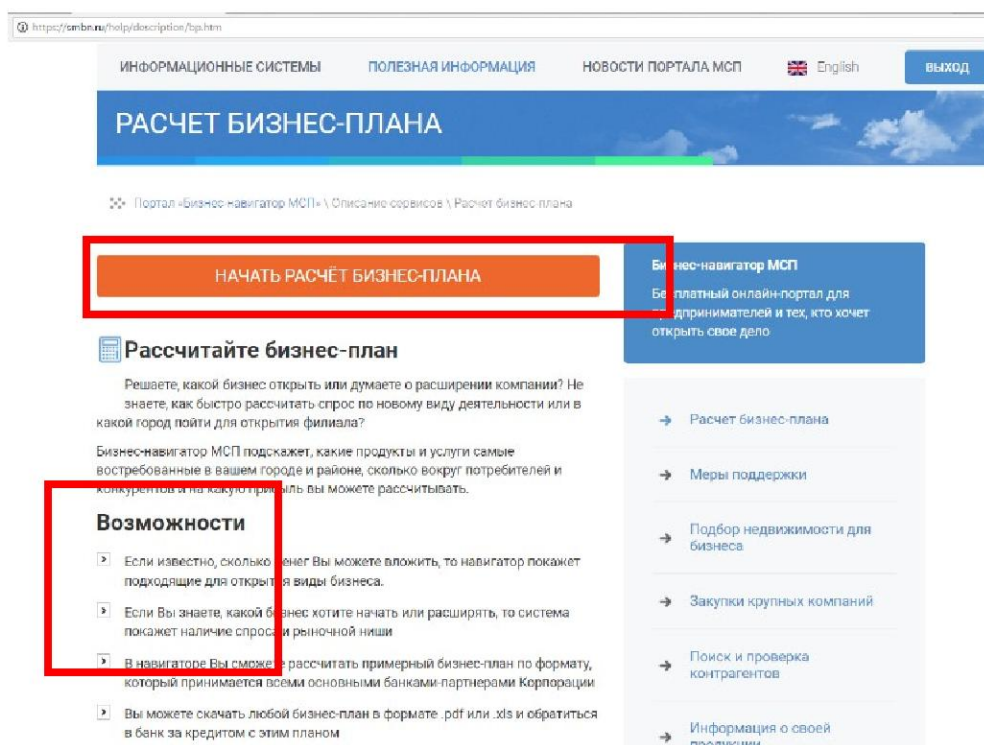 https://smbn.ru/help/description/bp.htm
ИНФОРМАЦИОННЫЕ СИСТЕМЫ ПОЛЕЗНАЯ ИНФОРМАЦИЯ НОВОСТИ ПОРТАЛА МСП English ВЫХОД
РАСЧЕТ БИЗНЕС-ПЛАНА
Портал «Бизнес-навигатор МСП» \ Описание сервисов \ Расчет бизнес-плана
НАЧАТЬ РАСЧЁТ БИЗНЕС-ПЛАНА
Рассчитайте бизнес-план
Решаете, какой бизнес открыть или думаете о расширении компании? Не
знаете, как быстро рассчитать спрос по новому виду деятельности или в
какой город пойти для открытия филиала?
Бизнес-навигатор МСП подскажет, какие продукты и услуги самые
востребованные в вашем городе и районе, сколько вокруг потребителей и
конкурентов и на какую прибыль вы можете рассчитывать.
Возможности
Если известно, сколько денег Вы можете вложить, то навигатор покажет
подходящие для открытия виды бизнеса.
Если Вы знаете, какой бизнес хотите начать или расширять, то система
покажет наличие спроса и рыночной ниши
В навигаторе Вы сможете рассчитать примерный бизнес-план по формату,
который принимается всеми основными банками-партнерами Корпорации
Вы можете скачать любой бизнес-план в формате .pdf или .xls и обратиться
в банк за кредитом с этим планом
Бизнес-навигатор МСП
Бесплатный онлайн-портал для
предпринимателей и тех, кто хочет
открыть свое дело
Расчет бизнес-плана
Меры поддержки
Подбор недвижимости для
бизнеса
Закупки крупных компаний
Поиск и проверка
контрагентов
Информация о своей
продукции